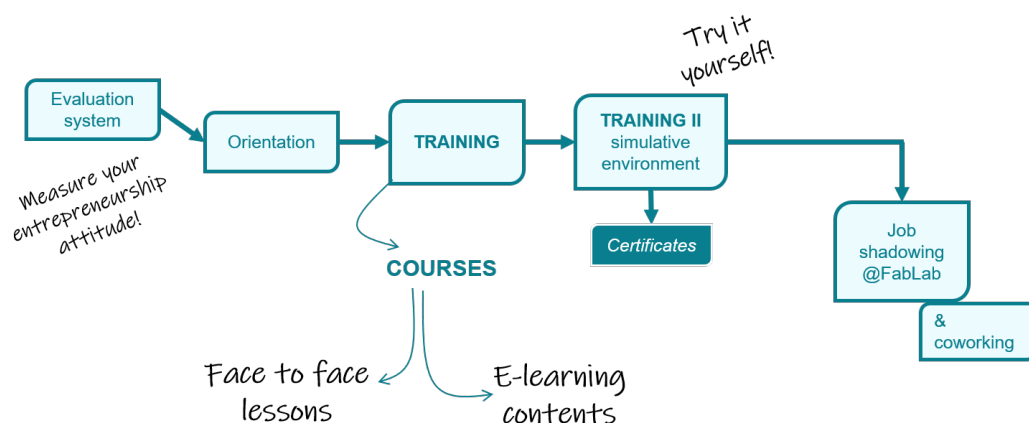 Try it
yourself!
Evaluation
system
Orientation
TRAINING
TRAINING II
simulative
environment
Measure your
entrepreneurship
attitude!
Certificates
Job
shadowing
@FabLab
&
coworking
COURSES
Face to face
lessons
E-learning
contents